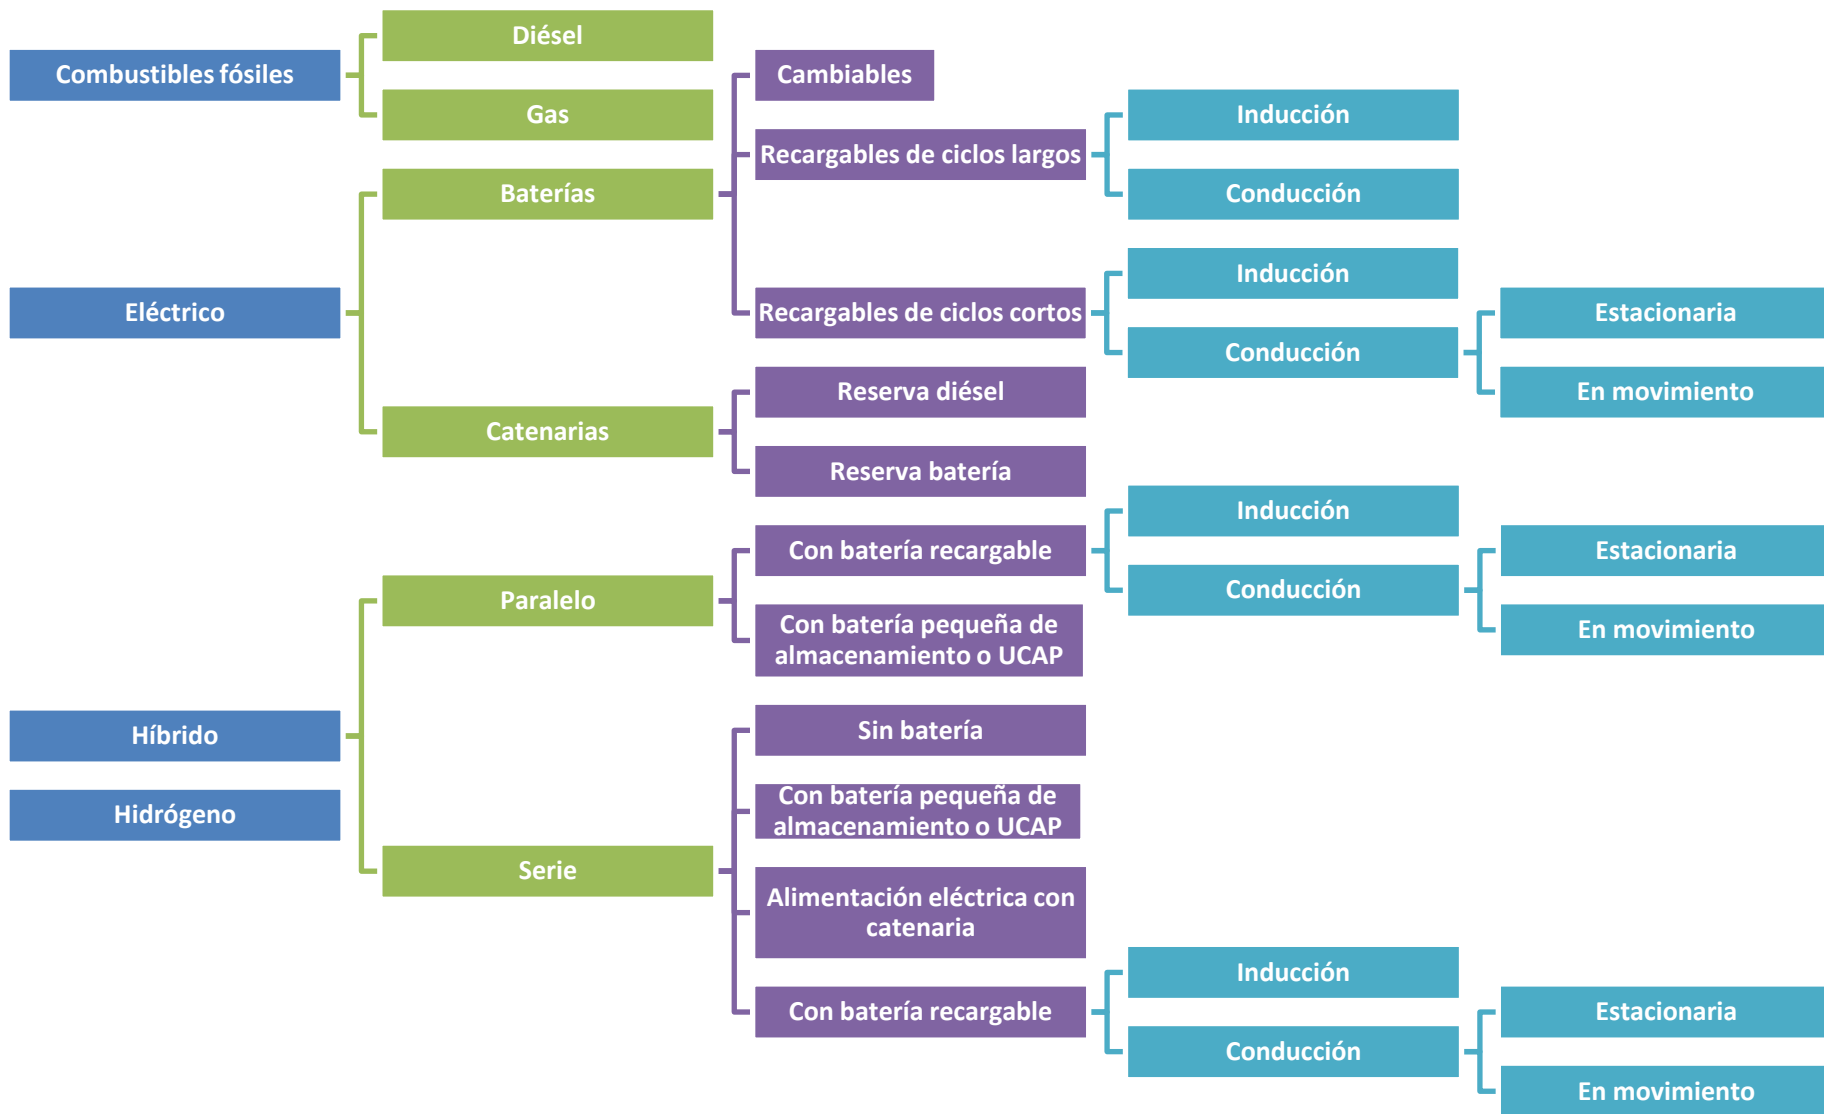 Combustibles fósiles
Diésel
Gas
Eléctrico
Baterías
Cambiables
Recargables de ciclos largos
Inducción
Conducción
Recargables de ciclos cortos
Inducción
Conducción
Estacionaria
En movimiento
Catenarias
Reserva diésel
Reserva batería
Híbrido
Paralelo
Con batería recargable
Inducción
Conducción
Estacionaria
En movimiento
Con batería pequeña de
almacenamiento o UCAP
Serie
Sin batería
Con batería pequeña de
almacenamiento o UCAP
Alimentación eléctrica con
catenaria
Con batería recargable
Inducción
Conducción
Estacionaria
En movimiento
Hidrógeno